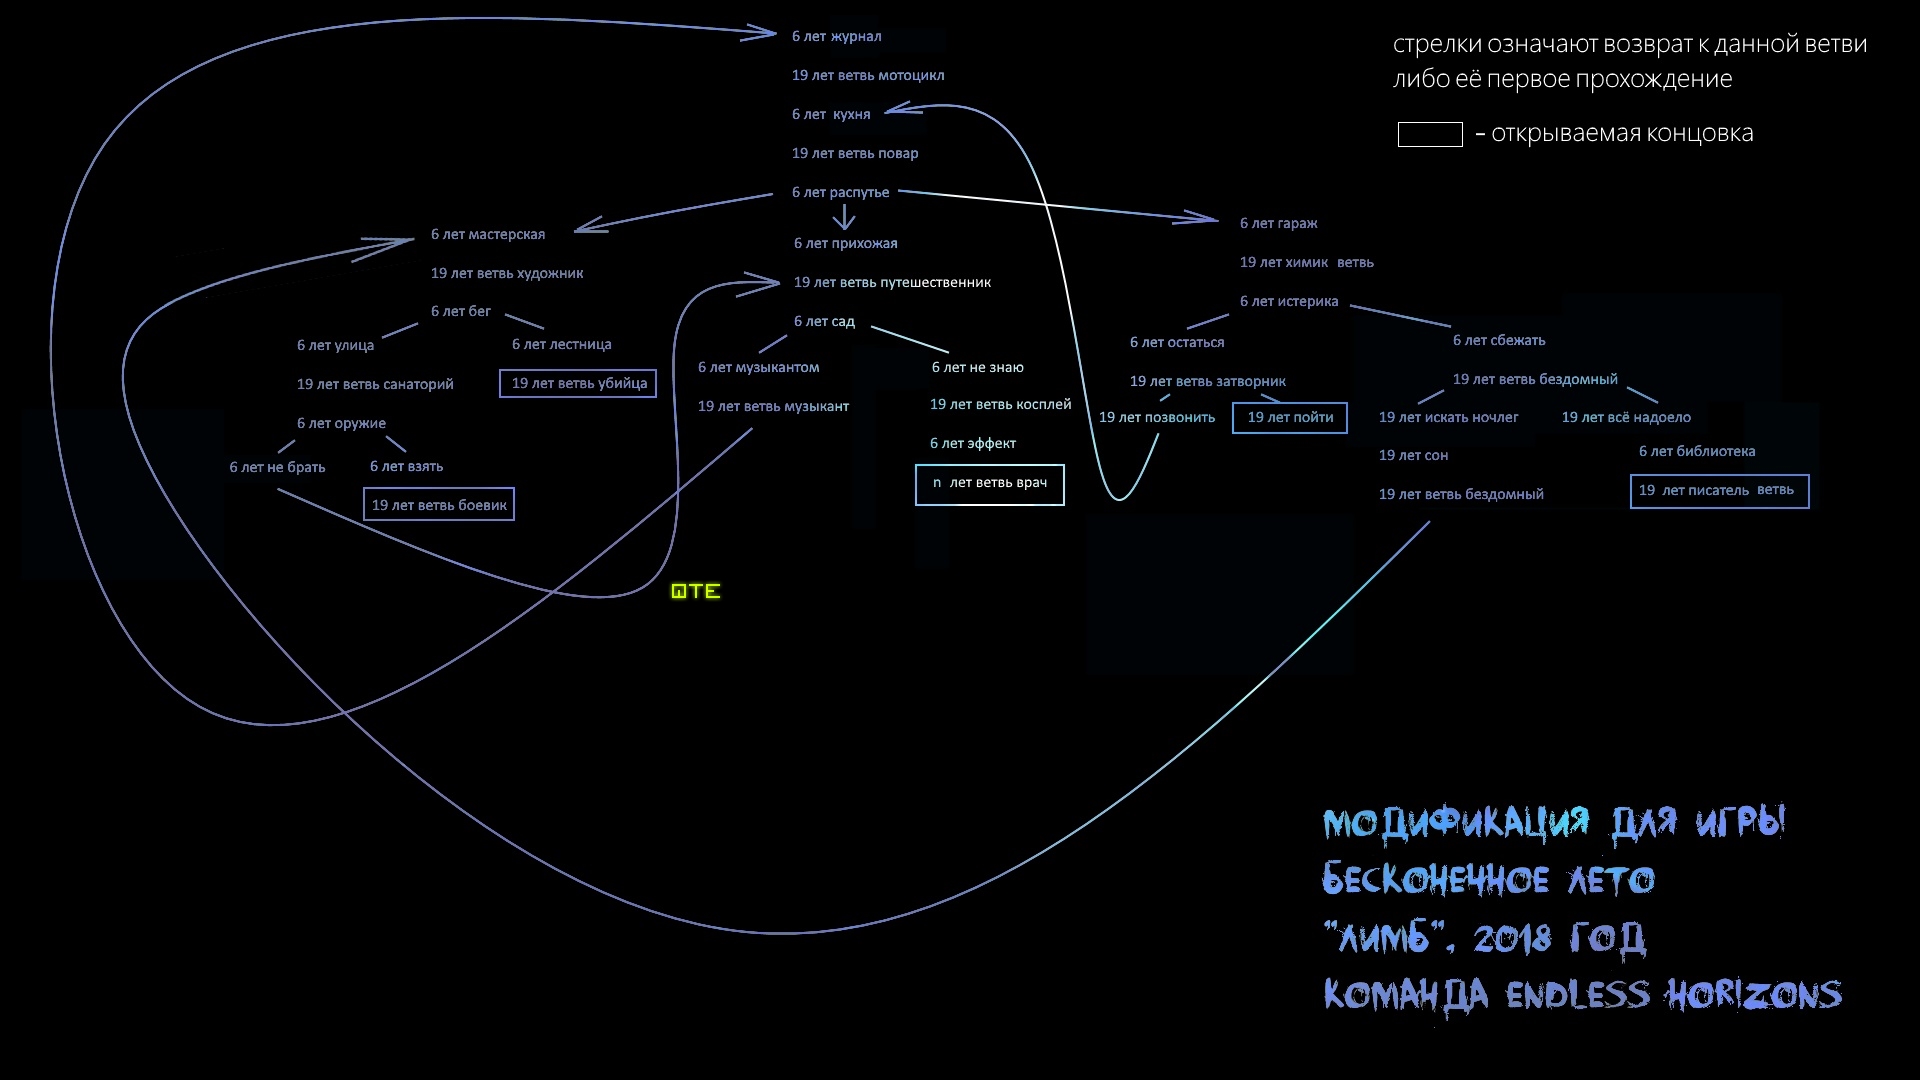 стрелки означают возврат к данной ветви
либо её первое прохождение
- открываемая концовка
6 лет журнал
19 лет ветвь мотоцикл
6 лет кухня
19 лет ветвь повар
6 лет распутье
6 лет мастерская
19 лет ветвь художник
6 лет бег
6 лет улица
19 лет ветвь санаторий
6 лет оружие
6 лет не брать
6 лет взять
19 лет ветвь боевик
6 лет лестница
19 лет ветвь убийца
6 лет прихожая
19 лет ветвь путешественник
6 лет сад
6 лет музыкантом
19 лет ветвь музыкант
6 лет не знаю
19 лет ветвь косплей
6 лет эффект
n лет ветвь врач
6 лет гараж
19 лет химик ветвь
6 лет истерика
6 лет остаться
19 лет ветвь затворник
19 лет позвонить
19 лет пойти
6 лет сбежать
19 лет ветвь бездомный
19 лет искать ночлег
19 лет сон
19 лет ветвь бездомный
19 лет всё надоело
6 лет библиотека
19 лет писатель ветвь
QTE
МОДИФИКАЦИЯ ДЛЯ ИГРЫ
БЕСКОНЕЧНОЕ ЛЕТО
"ЛИМБ", 2018 ГОД
КОМАНДА ENDLESS HORIZONS